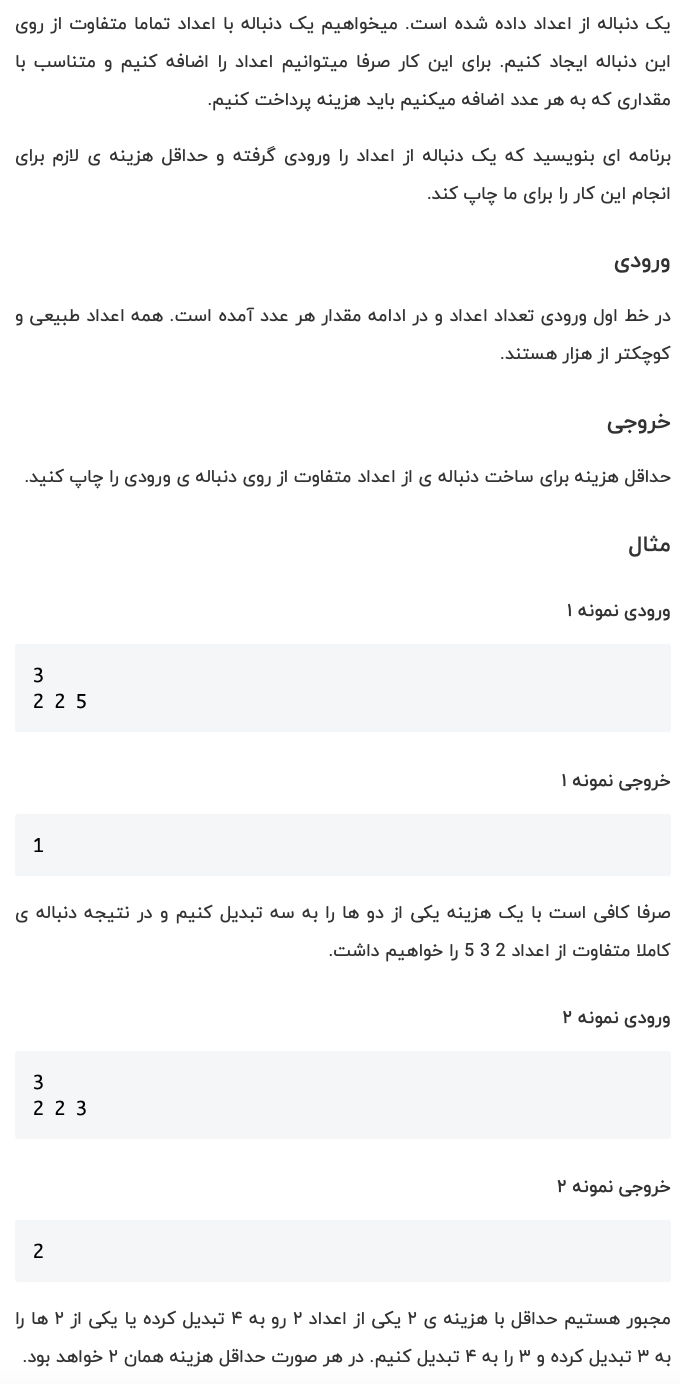 یک دنباله از اعداد داده شده است. میخواهیم یک دنباله با اعداد تماما متفاوت از روی
این دنباله ایجاد کنیم. برای این کار صرفا میتوانیم اعداد را اضافه کنیم و متناسب با
مقداری که به هر عدد اضافه میکنیم باید هزینه پرداخت کنیم.
برنامه ای بنویسید که یک دنباله از اعداد را ورودی گرفته و حداقل هزینه ی لازم برای
انجام این کار را برای ما چاپ کند.
ورودی
در خط اول ورودی تعداد اعداد و در ادامه مقدار هر عدد آمده است. همه اعداد طبیعی و
کوچکتر از هزار هستند.
خروجی
حداقل هزینه برای ساخت دنباله ی از اعداد متفاوت از روی دنباله ی ورودی را چاپ کنید.
مثال
ورودی نمونه ۱
3
2 2 5
خروجی نمونه ۱
1
صرفا کافی است با یک هزینه یکی از دو ها را به سه تبدیل کنیم و در نتیجه دنباله ی
کاملا متفاوت از اعداد 2 3 5 را خواهیم داشت.
ورودی نمونه ۲
3
2 2 3
خروجی نمونه ۲
2
مجبور هستیم حداقل با هزینه ی ۲ یکی از اعداد ۲ رو به ۴ تبدیل کرده یا یکی از ۲ ها را
به ۳ تبدیل کرده و ۳ را به ۴ تبدیل کنیم. در هر صورت حداقل هزینه همان ۲ خواهد بود.